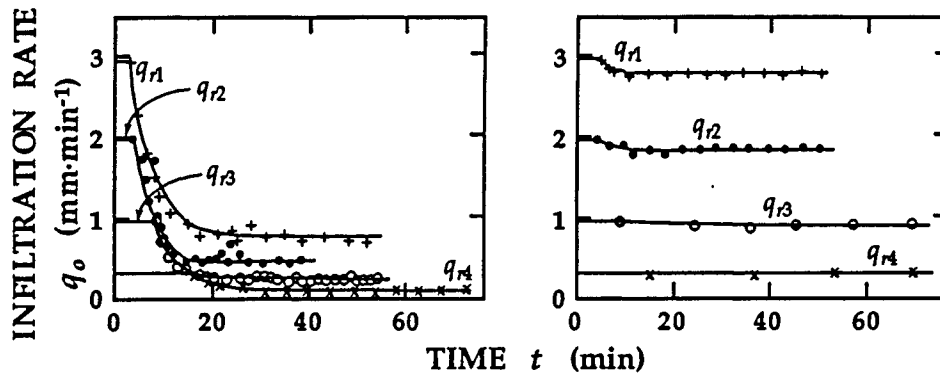 INFILTRATION RATE
q₀ (mm·min⁻¹)
3
2
1
0
q_r1
q_r2
q_r3
q_r4
0 20 40 60
3
2
1
0
q_r1
q_r2
q_r3
q_r4
0 20 40 60
TIME t (min)